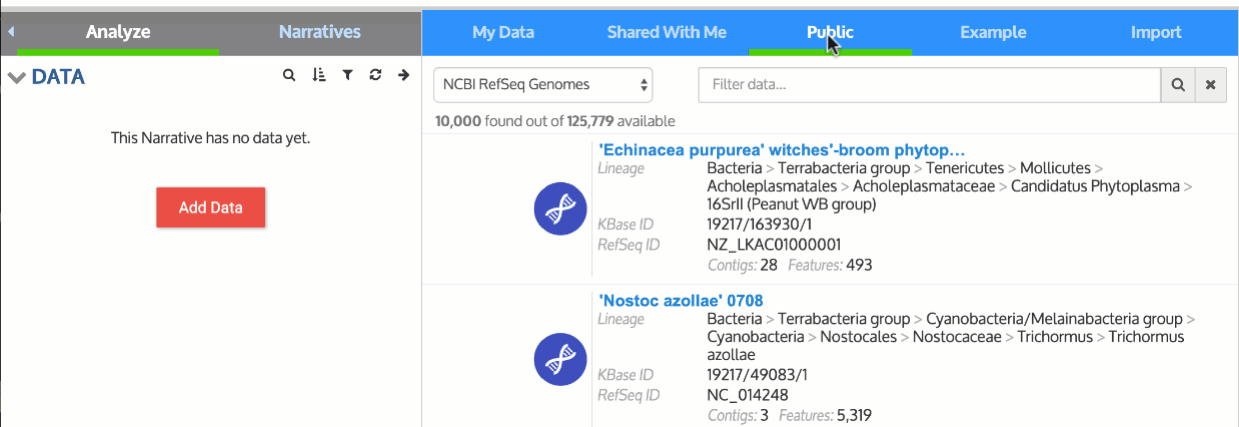 Analyze
Narratives
My Data
Shared With Me
Public
Example
Import
DATA
This Narrative has no data yet.
Add Data
NCBI RefSeq Genomes
Filter data...
10,000 found out of 125,779 available
'Echinacea purpurea' witches'-broom phytop...
Lineage Bacteria > Terrabacteria group > Tenericutes > Mollicutes >
Acholeplasmatales > Acholeplasmataceae > Candidatus Phytoplasma >
16SrII (Peanut WB group)
KBase ID 19217/163930/1
RefSeq ID NZ_LKAC01000001
Contigs: 28 Features: 493
'Nostoc azollae' 0708
Lineage Bacteria > Terrabacteria group > Cyanobacteria/Melainabacteria group >
Cyanobacteria > Nostocales > Nostocaceae > Trichormus > Trichormus
azollae
KBase ID 19217/49083/1
RefSeq ID NC_014248
Contigs: 3 Features: 5,319